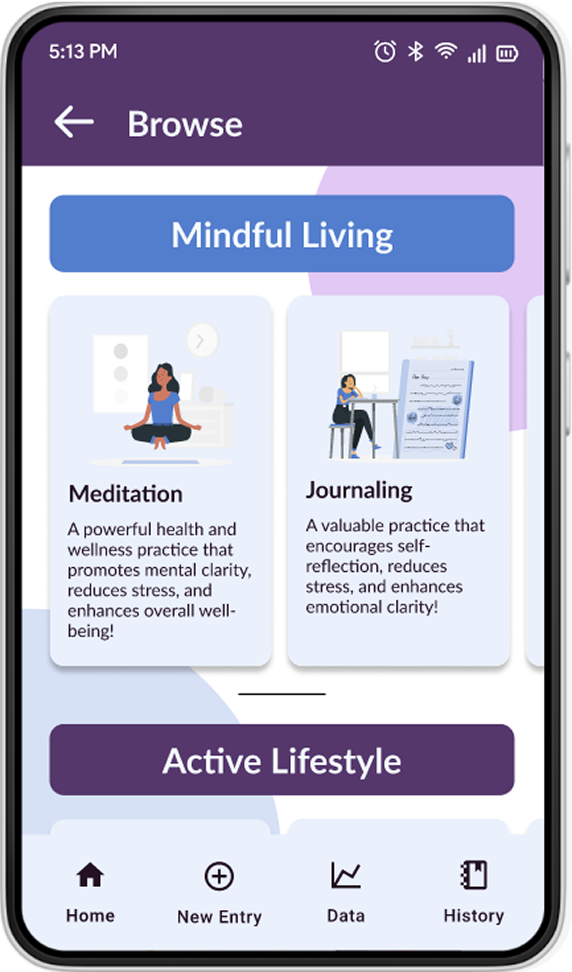 5:13 PM
Browse
Mindful Living
Meditation
A powerful health and
wellness practice that
promotes mental clarity,
reduces stress, and
enhances overall well-
being!
Journaling
A valuable practice that
encourages self-
reflection, reduces
stress, and enhances
emotional clarity!
Active Lifestyle
Home
New Entry
Data
History